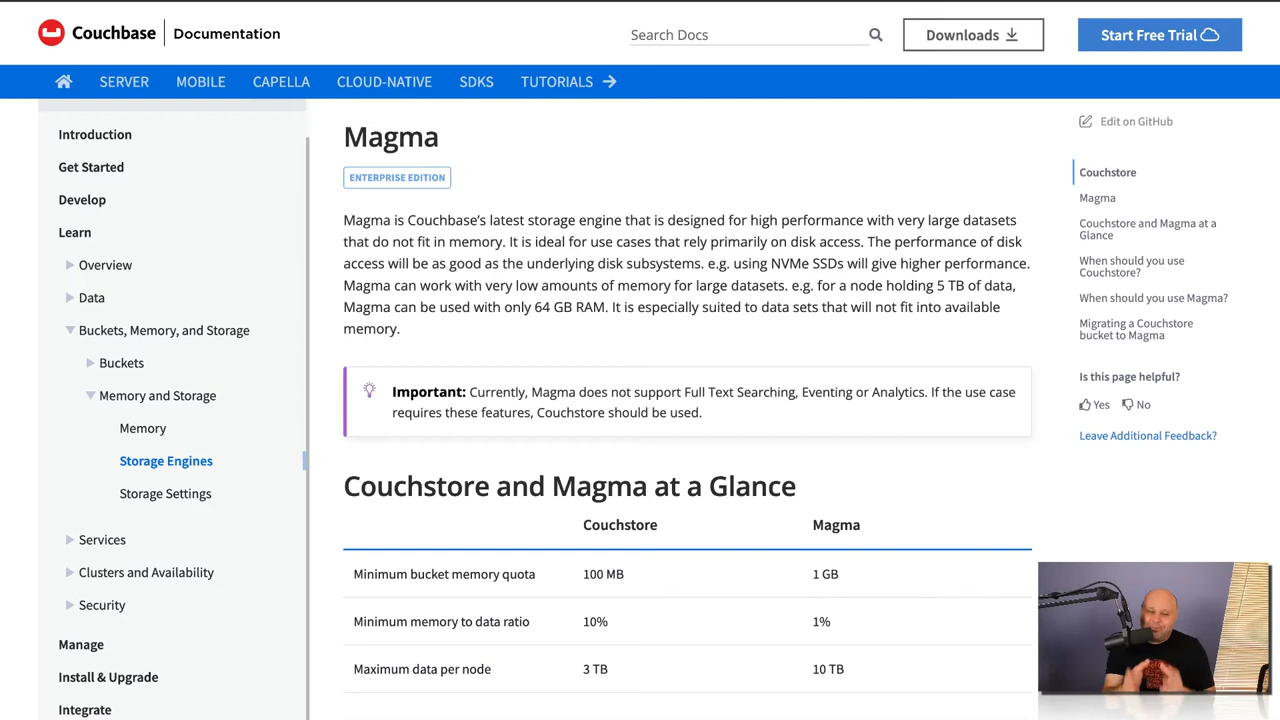 Couchbase Documentation
Search Docs
Downloads
Start Free Trial
SERVER MOBILE CAPELLA CLOUD-NATIVE SDKS TUTORIALS
Introduction
Get Started
Develop
Learn
Overview
Data
Buckets, Memory, and Storage
Buckets
Memory and Storage
Memory
Storage Engines
Storage Settings
Services
Clusters and Availability
Security
Manage
Install & Upgrade
Integrate
Magma
ENTERPRISE EDITION
Magma is Couchbase's latest storage engine that is designed for high performance with very large datasets
that do not fit in memory. It is ideal for use cases that rely primarily on disk access. The performance of disk
access will be as good as the underlying disk subsystems. e.g. using NVMe SSDs will give higher performance.
Magma can work with very low amounts of memory for large datasets. e.g. for a node holding 5 TB of data,
Magma can be used with only 64 GB RAM. It is especially suited to data sets that will not fit into available
memory.
Important: Currently, Magma does not support Full Text Searching, Eventing or Analytics. If the use case
requires these features, Couchstore should be used.
Couchstore and Magma at a Glance
Couchstore Magma
Minimum bucket memory quota 100 MB 1 GB
Minimum memory to data ratio 10% 1%
Maximum data per node 3 TB 10 TB
Edit on GitHub
Couchstore
Magma
Couchstore and Magma at a
Glance
When should you use
Couchstore?
When should you use Magma?
Migrating a Couchstore
bucket to Magma
Is this page helpful?
Yes No
Leave Additional Feedback?